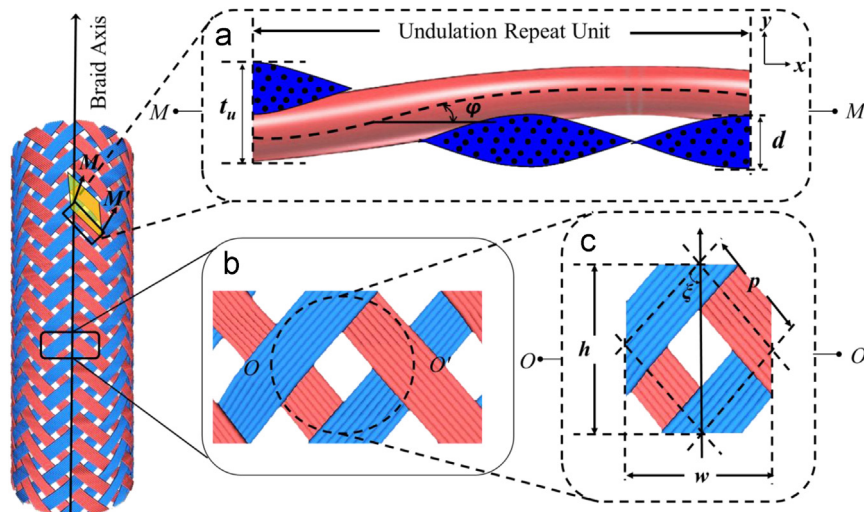 Braid Axis
M
M'
a
Undulation Repeat Unit
y
x
M
t_u
φ
d
M
b
O
O'
c
O
h
ξ
p
w
O